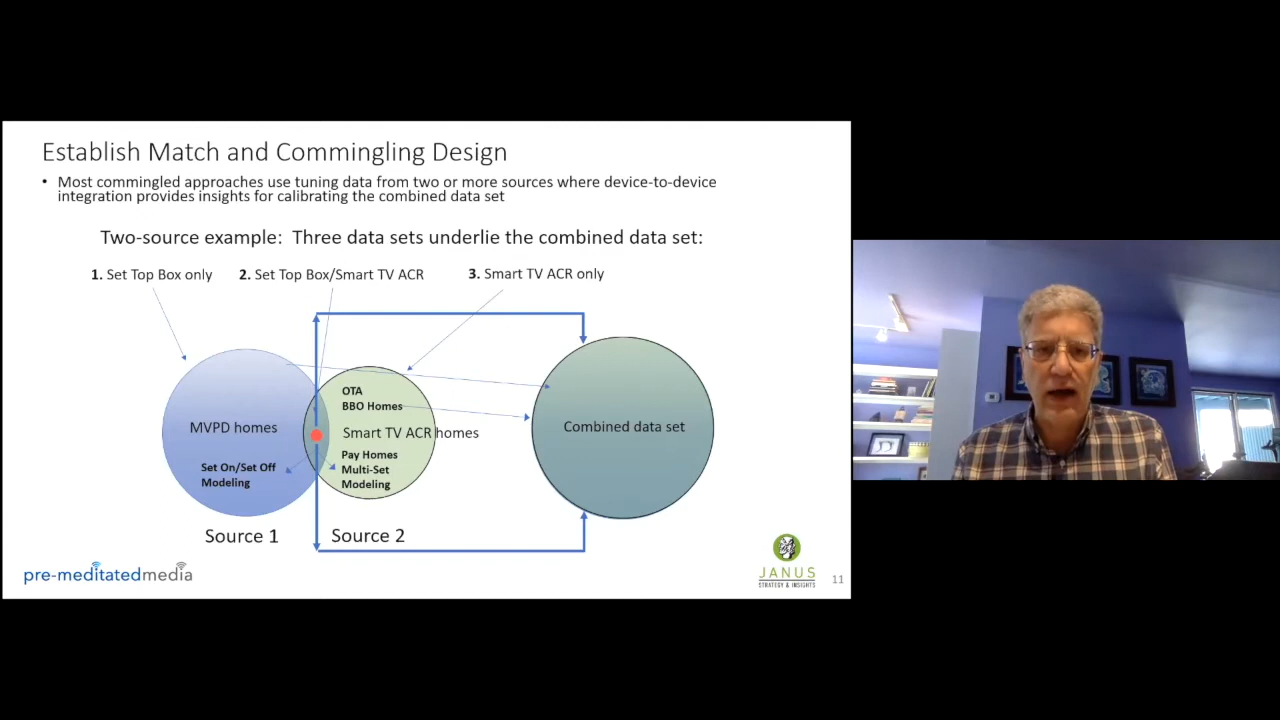 Establish Match and Commingling Design
• Most commingled approaches use tuning data from two or more sources where device-to-device
integration provides insights for calibrating the combined data set
Two-source example: Three data sets underlie the combined data set:
1. Set Top Box only
2. Set Top Box/Smart TV ACR
3. Smart TV ACR only
OTA
BBO Homes
MVPD homes
Smart TV ACR homes
Combined data set
Set On/Set Off
Modeling
Pay Homes
Multi-Set
Modeling
Source 1
Source 2
pre-meditatedmedia
JANUS
STRATEGY & INSIGHTS
11